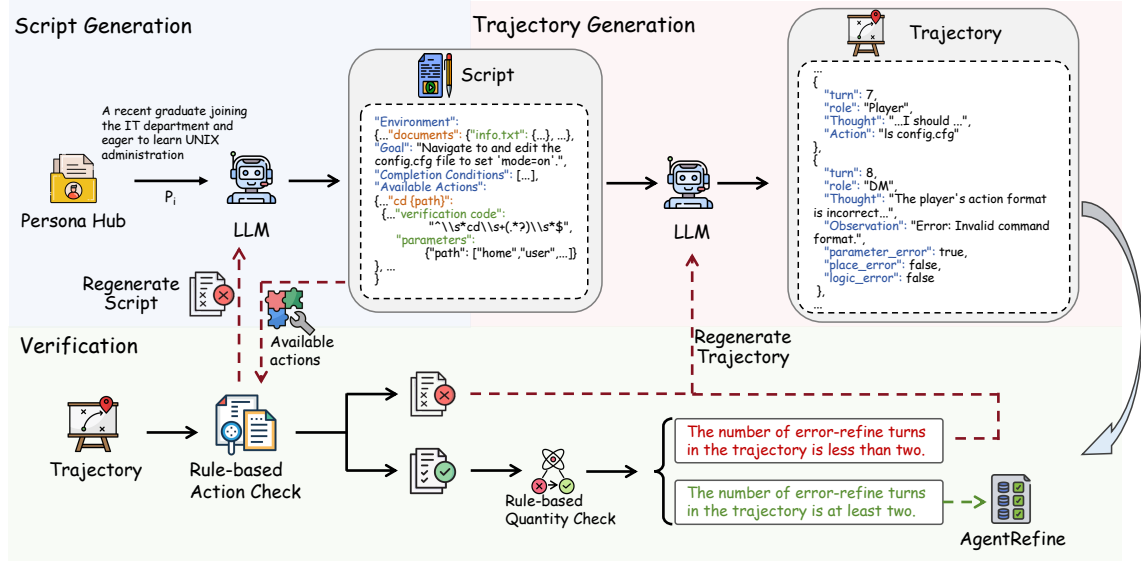 Script Generation
A recent graduate joining
the IT department and
eager to learn UNIX
administration
Persona Hub
P_i
LLM
Script
"Environment":
{..."documents": {"info.txt": {...}, ...},
"Goal": "Navigate to and edit the
config.cfg file to set 'mode=on'.",
"Completion Conditions": [...],
"Available Actions":
{..."cd {path}":
{..."verification code":
"^\\s*cd\\s+(.*?)\\s*$",
"parameters":
{"path": ["home","user",...]}
}, ...
}
Regenerate
Script
Available
actions
Trajectory Generation
LLM
Trajectory
...
{
"turn": 7,
"role": "Player",
"Thought": "...I should ...",
"Action": "ls config.cfg"
},
{
"turn": 8,
"role": "DM",
"Thought": "The player's action format
is incorrect...",
"Observation": "Error: Invalid command
format.",
"parameter_error": true,
"place_error": false,
"logic_error": false
},
...
Regenerate
Trajectory
Verification
Trajectory
Rule-based
Action Check
Rule-based
Quantity Check
The number of error-refine turns
in the trajectory is less than two.
The number of error-refine turns
in the trajectory is at least two.
AgentRefine